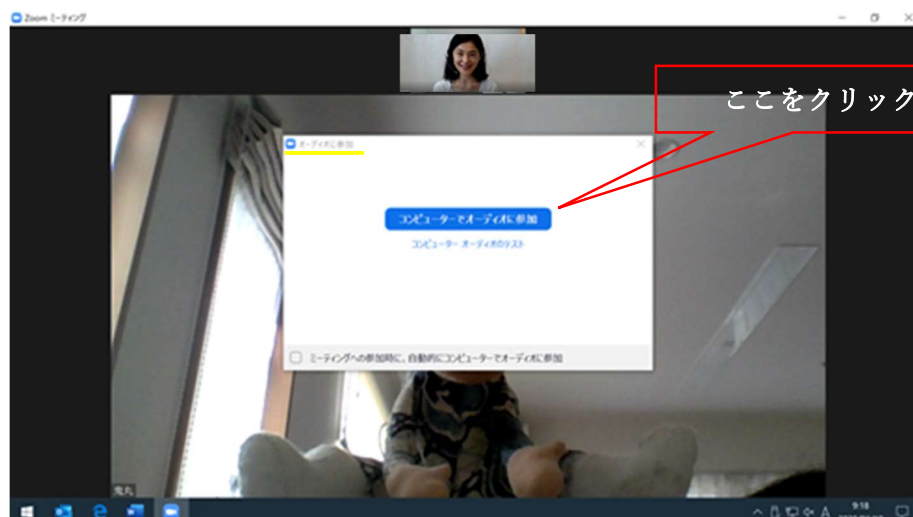 Zoom ミーティング
ここをクリック
オーディオに参加
コンピューターでオーディオに参加
コンピューター オーディオのテスト
ミーティングへの参加時に、自動的にコンピューターでオーディオに参加
鬼丸
A
9:18